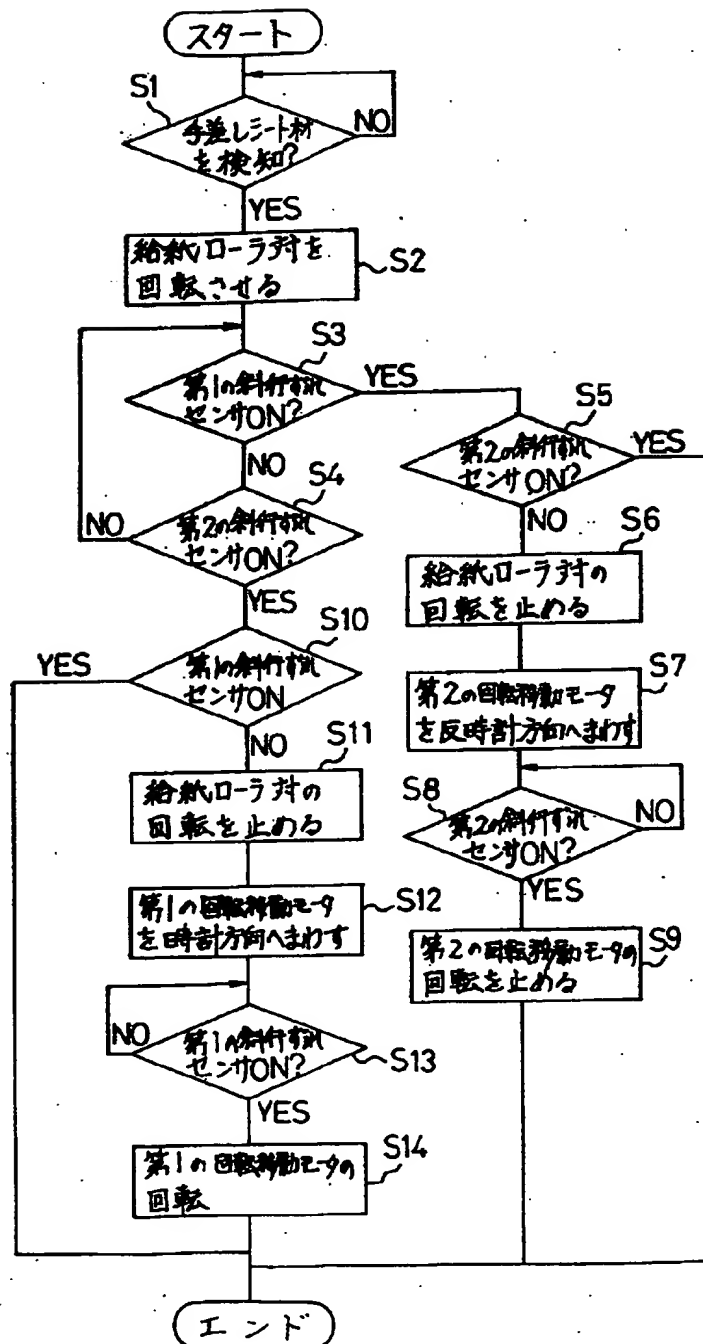 スタート
S1
手差しシート材
を検知?
NO
YES
給紙ローラ対を
回転させる
S2
S3
第1の斜行ずれ
センサON?
YES
NO
S4
第2の斜行ずれ
センサON?
NO
YES
S5
第2の斜行ずれ
センサON?
YES
NO
S6
給紙ローラ対の
回転を止める
S7
第2の回転移動モータ
を反時計方向へまわす
S8
第2の斜行ずれ
センサON?
NO
YES
S9
第2の回転移動モータの
回転を止める
S10
第1の斜行ずれ
センサON
YES
NO
S11
給紙ローラ対の
回転を止める
S12
第1の回転移動モータ
を時計方向へまわす
第1の斜行ずれ
センサON?
NO
S13
YES
S14
第1の回転移動モータの
回転
エンド